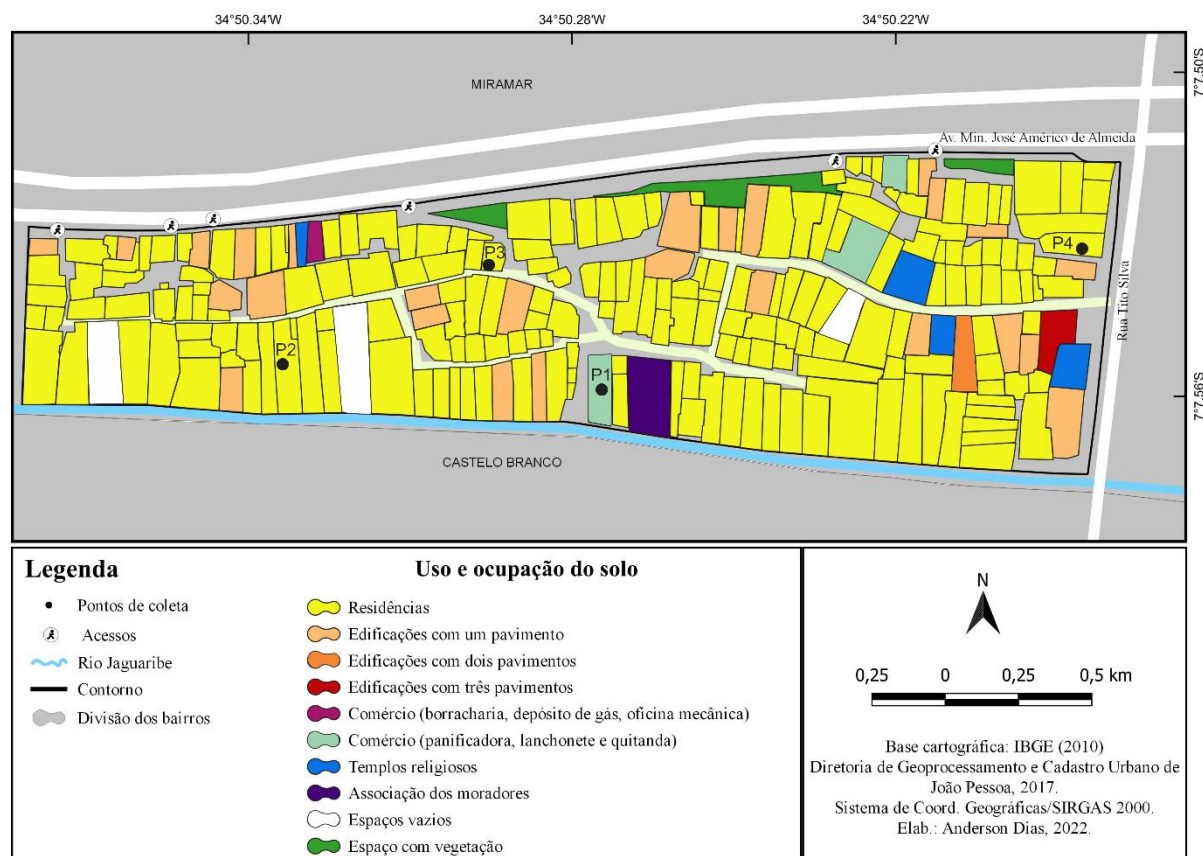 34°50.34'W
34°50.28'W
34°50.22'W
7°7.50'S
MIRAMAR
Av. Min. José Américo de Almeida
P4
P3
Rua Tito Silva
P2
P1
7°7.56'S
CASTELO BRANCO
Legenda
Pontos de coleta
Acessos
Rio Jaguaribe
Contorno
Divisão dos bairros
Uso e ocupação do solo
Residências
Edificações com um pavimento
Edificações com dois pavimentos
Edificações com três pavimentos
Comércio (borracharia, depósito de gás, oficina mecânica)
Comércio (panificadora, lanchonete e quitanda)
Templos religiosos
Associação dos moradores
Espaços vazios
Espaço com vegetação
N
0,25 0 0,25 0,5 km
Base cartográfica: IBGE (2010)
Diretoria de Geoprocessamento e Cadastro Urbano de
João Pessoa, 2017.
Sistema de Coord. Geográficas/SIRGAS 2000.
Elab.: Anderson Dias, 2022.